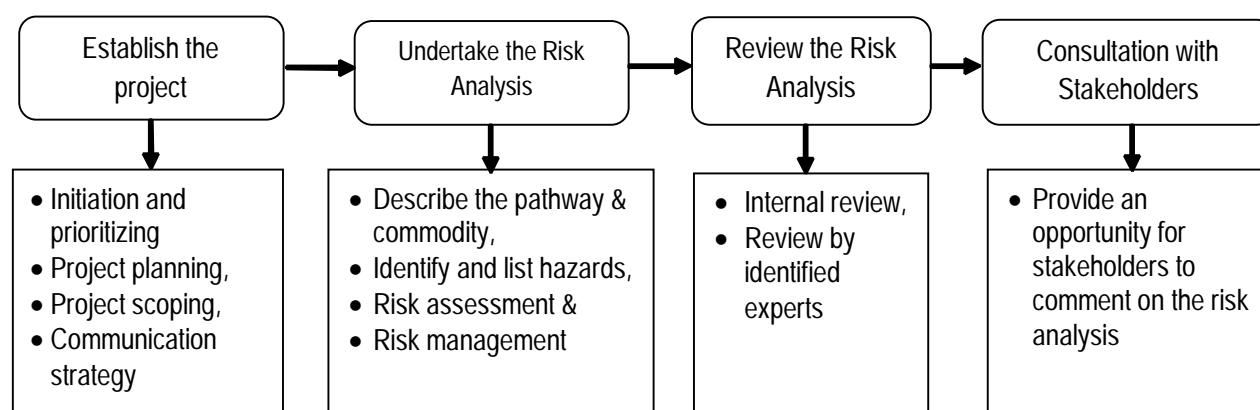 Establish the
project
Undertake the Risk
Analysis
Review the Risk
Analysis
Consultation with
Stakeholders
• Initiation and
prioritizing
• Project planning,
• Project scoping,
• Communication
strategy
• Describe the pathway &
commodity,
• Identify and list hazards,
• Risk assessment &
• Risk management
• Internal review,
• Review by
identified
experts
• Provide an
opportunity for
stakeholders to
comment on the risk
analysis